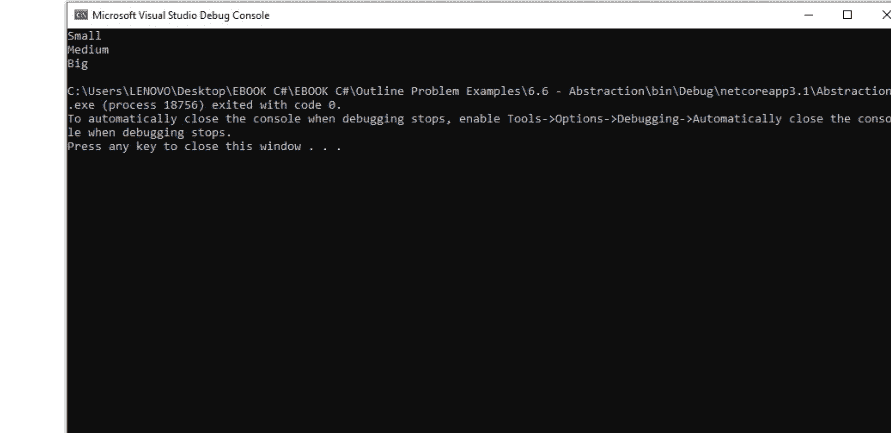 Microsoft Visual Studio Debug Console
Small
Medium
Big
C:\Users\LENOVO\Desktop\EBOOK C#\EBOOK C#\Outline Problem Examples\6.6 - Abstraction\bin\Debug\netcoreapp3.1\Abstraction
.exe (process 18756) exited with code 0.
To automatically close the console when debugging stops, enable Tools->Options->Debugging->Automatically close the conso
le when debugging stops.
Press any key to close this window . . .